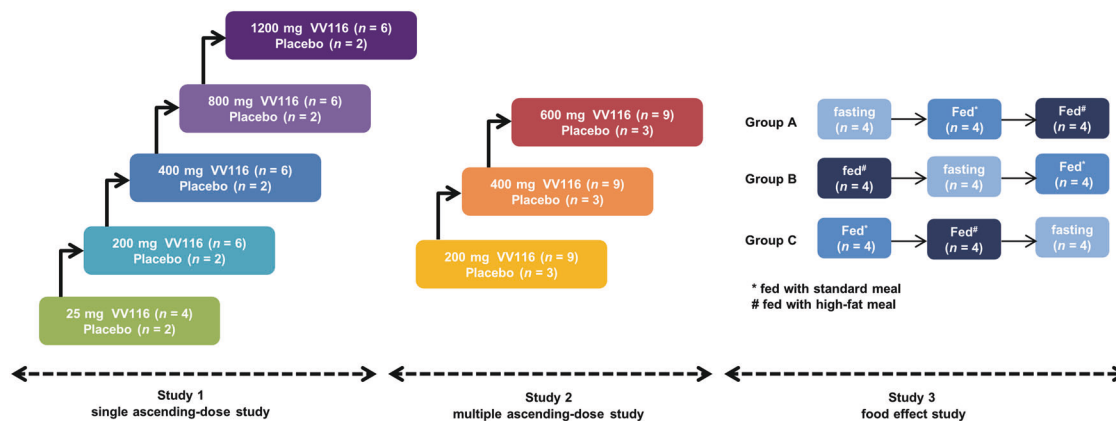 1200 mg VV116 (n = 6)
Placebo (n = 2)
800 mg VV116 (n = 6)
Placebo (n = 2)
400 mg VV116 (n = 6)
Placebo (n = 2)
200 mg VV116 (n = 6)
Placebo (n = 2)
25 mg VV116 (n = 4)
Placebo (n = 2)
Study 1
single ascending-dose study
600 mg VV116 (n = 9)
Placebo (n = 3)
400 mg VV116 (n = 9)
Placebo (n = 3)
200 mg VV116 (n = 9)
Placebo (n = 3)
Study 2
multiple ascending-dose study
Group A
fasting
(n = 4)
Fed*
(n = 4)
Fed#
(n = 4)
Group B
fed#
(n = 4)
fasting
(n = 4)
Fed*
(n = 4)
Group C
Fed*
(n = 4)
Fed#
(n = 4)
fasting
(n = 4)
* fed with standard meal
# fed with high-fat meal
Study 3
food effect study